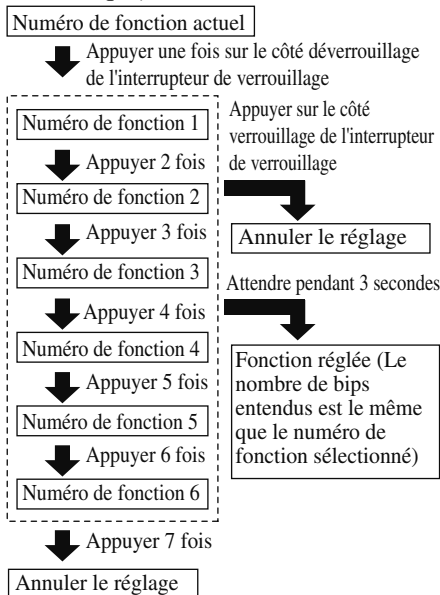 Numéro de fonction actuel
Appuyer une fois sur le côté déverrouillage
de l'interrupteur de verrouillage
Numéro de fonction 1
Appuyer sur le côté
verrouillage de l'interrupteur
de verrouillage
Appuyer 2 fois
Numéro de fonction 2
Annuler le réglage
Appuyer 3 fois
Numéro de fonction 3
Attendre pendant 3 secondes
Appuyer 4 fois
Numéro de fonction 4
Fonction réglée (Le
nombre de bips
entendus est le même
que le numéro de
fonction sélectionné)
Appuyer 5 fois
Numéro de fonction 5
Appuyer 6 fois
Numéro de fonction 6
Appuyer 7 fois
Annuler le réglage